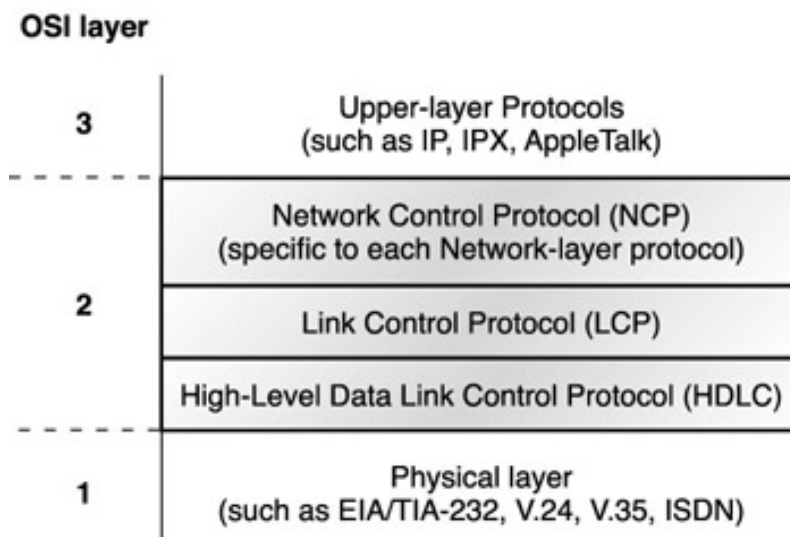 OSI layer
3
Upper-layer Protocols
(such as IP, IPX, AppleTalk)
2
Network Control Protocol (NCP)
(specific to each Network-layer protocol)
Link Control Protocol (LCP)
High-Level Data Link Control Protocol (HDLC)
1
Physical layer
(such as EIA/TIA-232, V.24, V.35, ISDN)